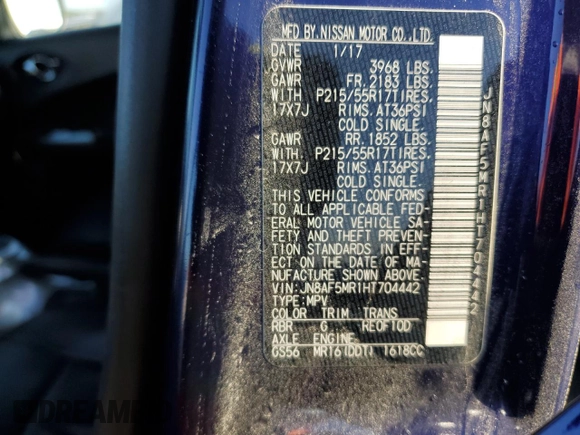 MFD BY. NISSAN MOTOR CO.,LTD.
DATE 1/17
GVWR 3968 LBS.
GAWR FR. 2183 LBS.
WITH P215/55R17TIRES.
17X7J RIMS. AT36PSI
COLD SINGLE.
GAWR RR. 1852 LBS.
WITH. P215/55R17TIRES.
17X7J RIMS. AT36PSI
COLD SINGLE.
THIS VEHICLE CONFORMS
TO ALL APPLICABLE FED-
ERAL MOTOR VEHICLE SA-
FETY AND THEFT PREVEN-
TION STANDARDS IN EFF-
ECT ON THE DATE OF MA-
NUFACTURE SHOWN ABOVE.
VIN:JN8AF5MR1HT704442
TYPE:MPV
COLOR TRIM TRANS
RBR G RE0F10D
AXLE ENGINE
GS56 MR16(DDT) 1618CC
JN8AF5MR1HT704442